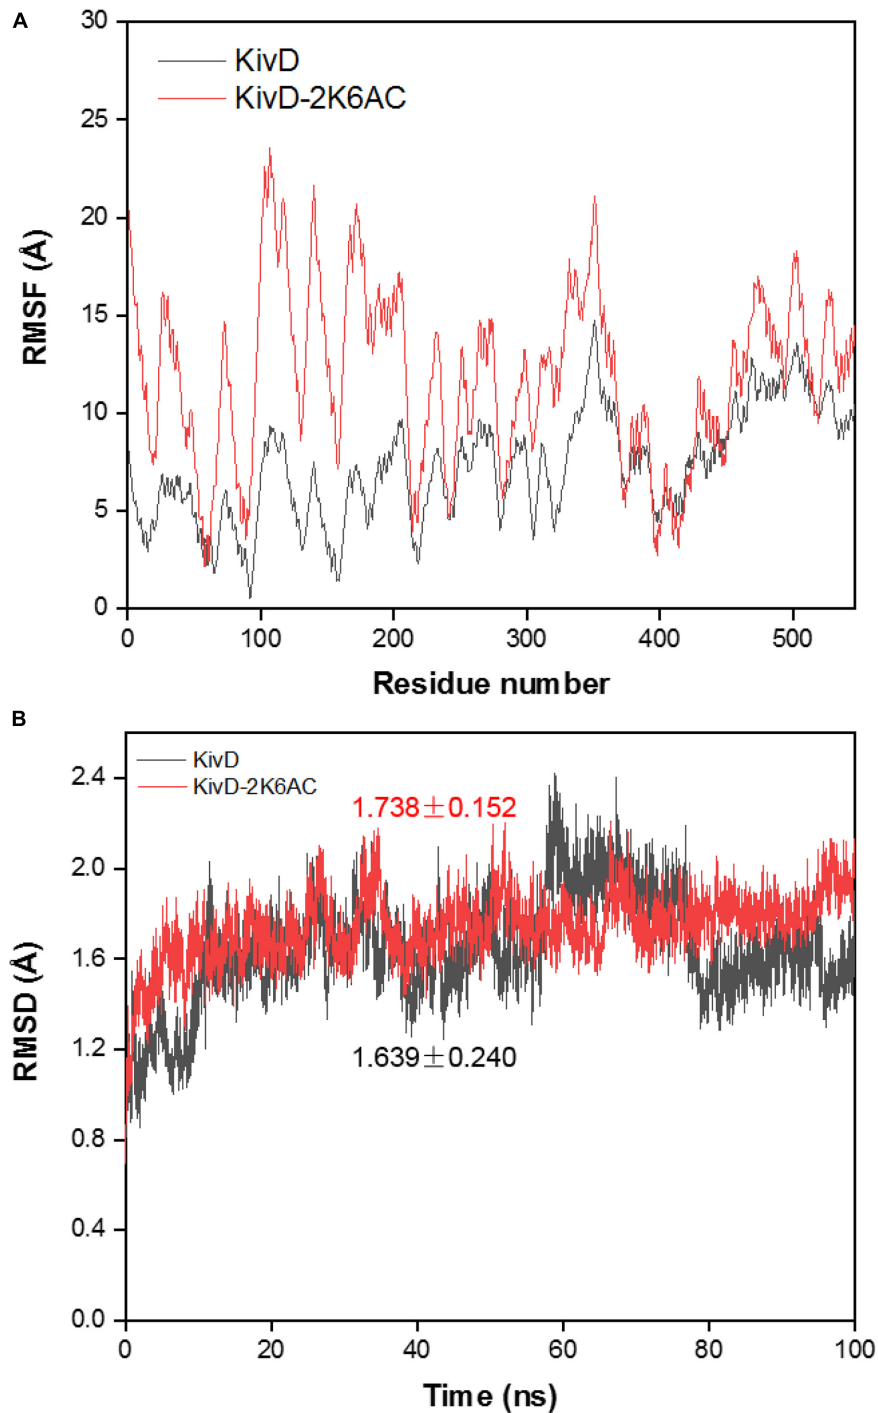 A
30
25
20
15
10
5
0
RMSF (Å)
KivD
KivD-2K6AC
0 100 200 300 400 500
Residue number
B
2.4
2.0
1.6
1.2
0.8
0.4
0.0
RMSD (Å)
KivD
KivD-2K6AC
1.738±0.152
1.639±0.240
0 20 40 60 80 100
Time (ns)